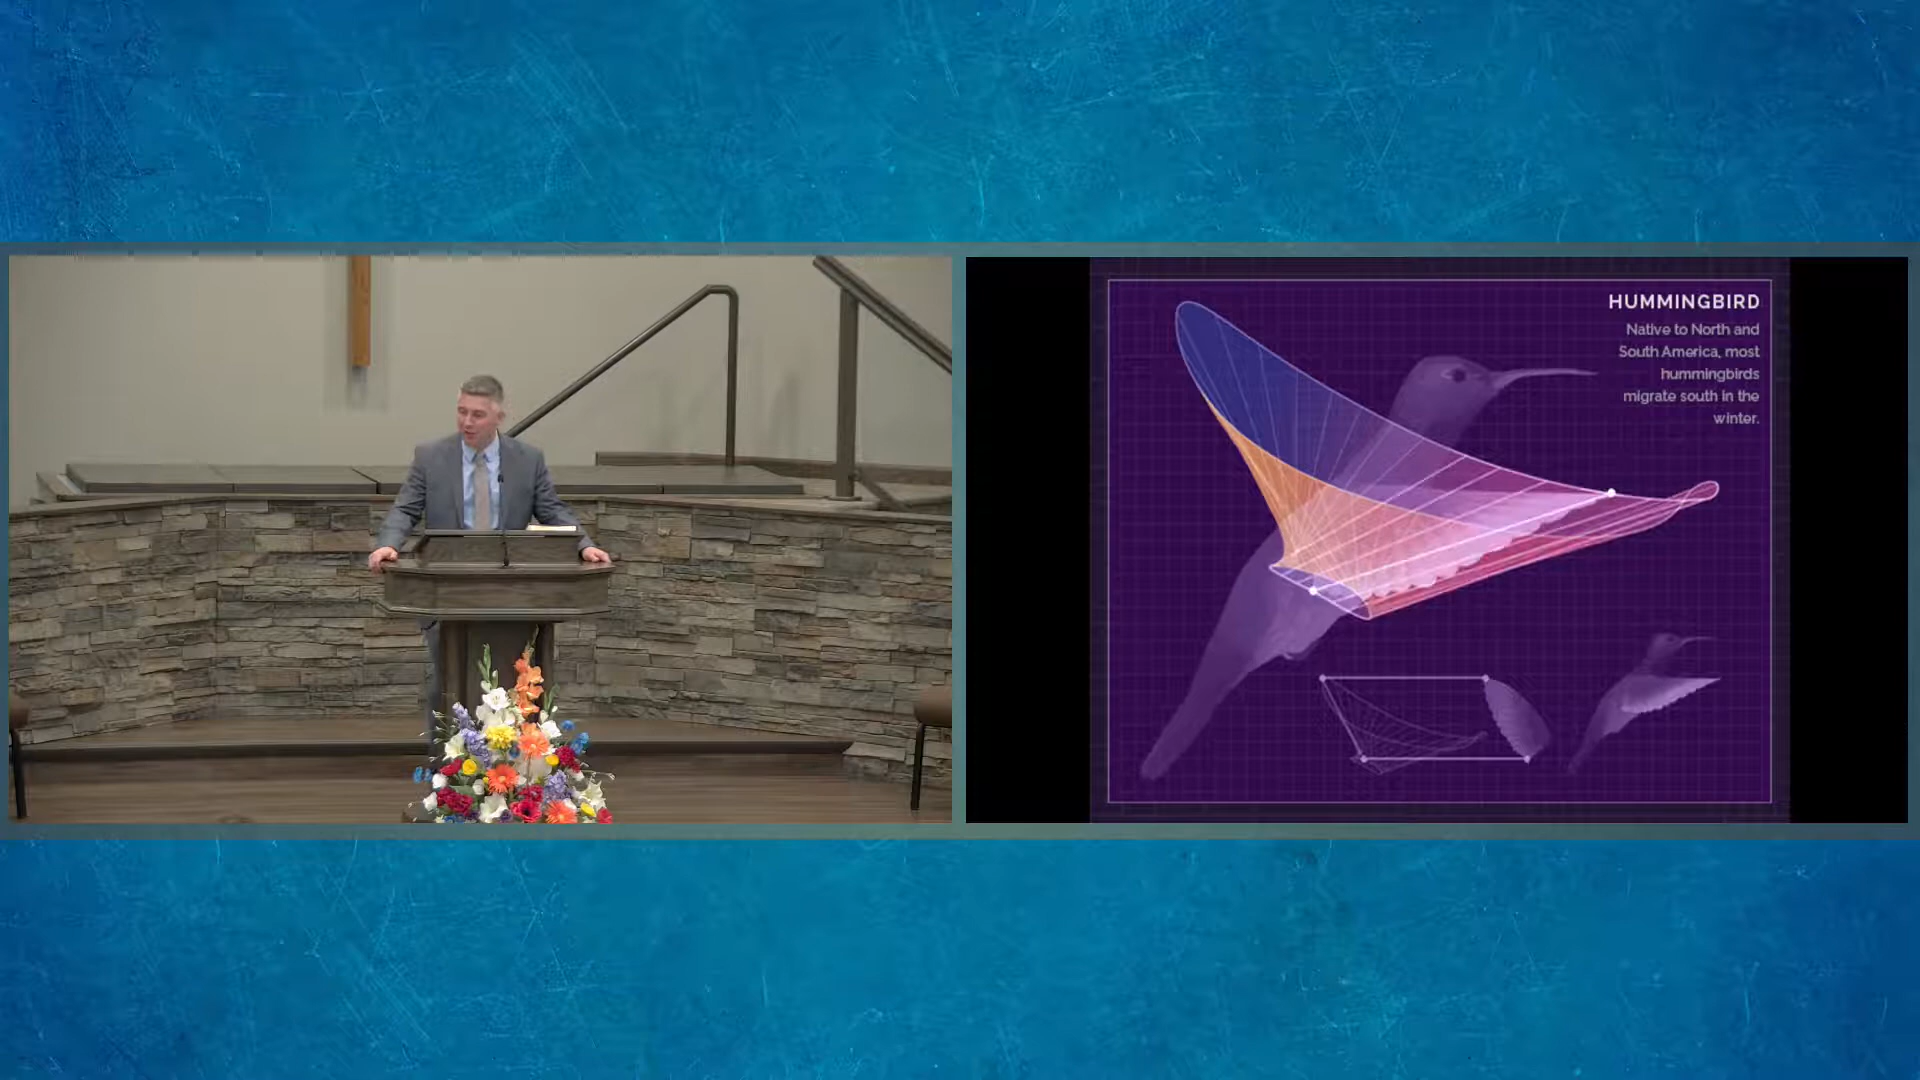 HUMMINGBIRD
Native to North and
South America, most
hummingbirds
migrate south in the
winter.